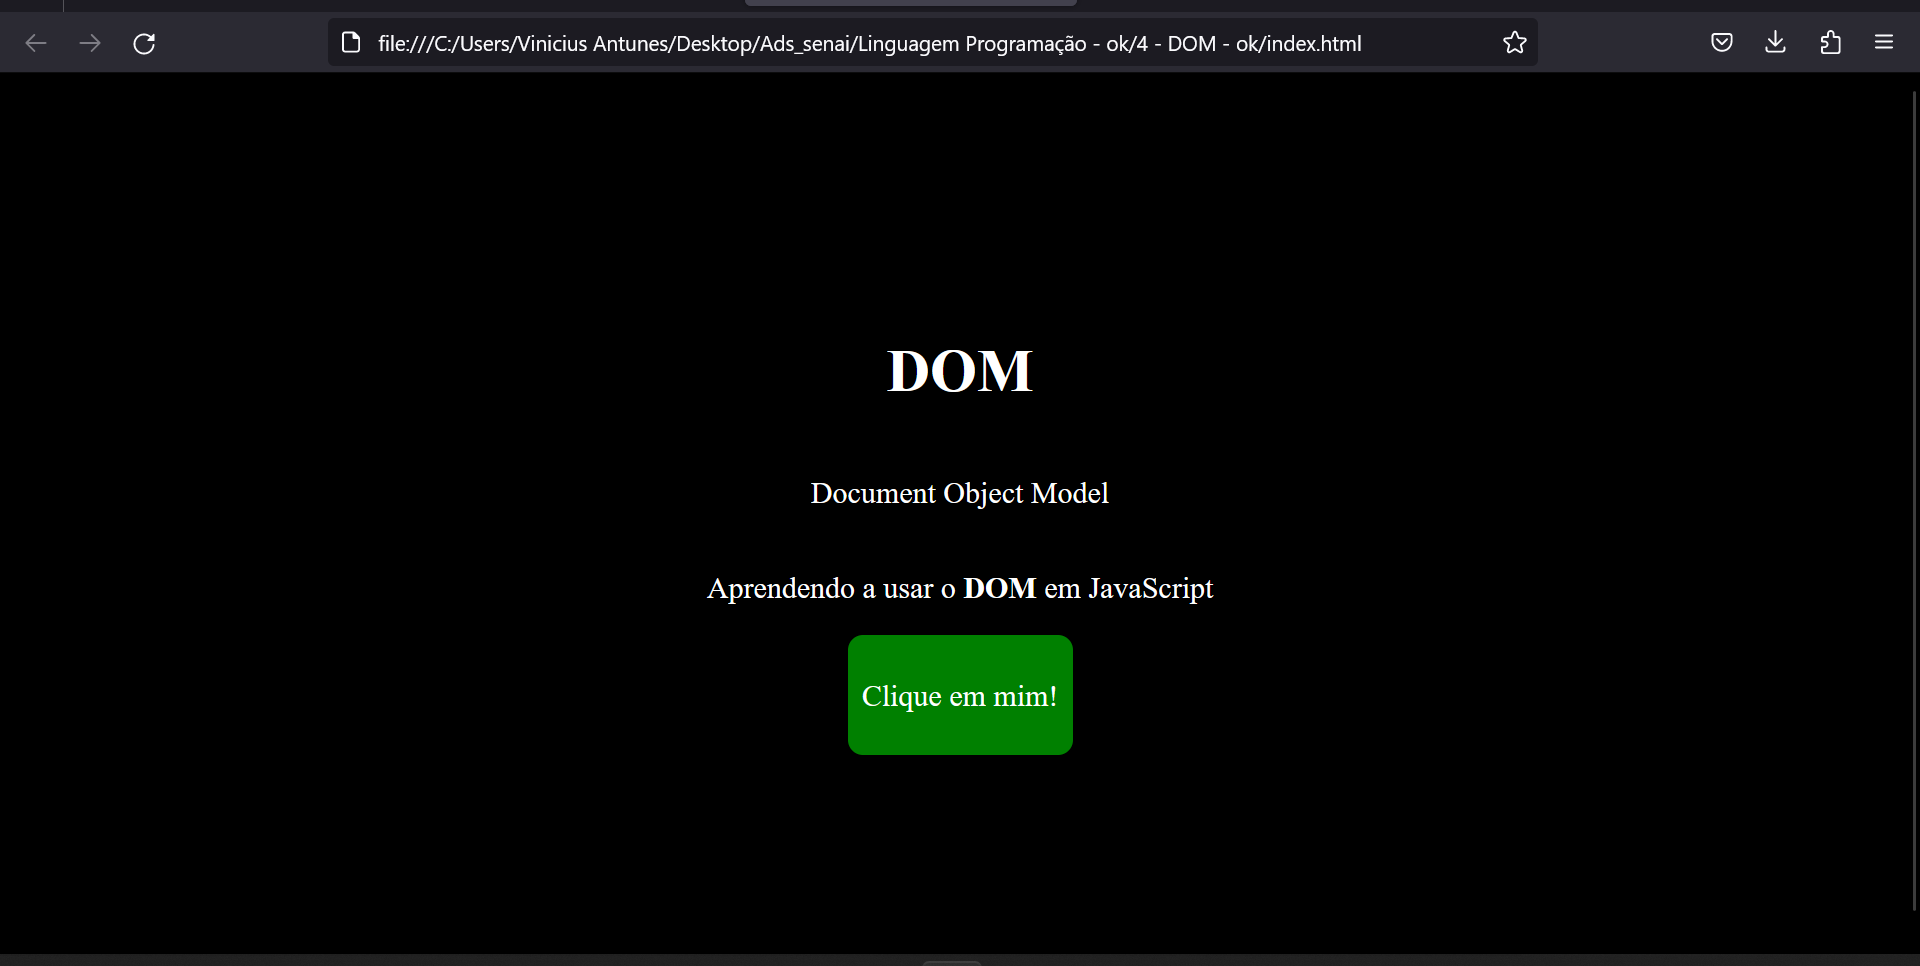 file:///C:/Users/Vinicius Antunes/Desktop/Ads_senai/Linguagem Programação - ok/4 - DOM - ok/index.html
DOM
Document Object Model
Aprendendo a usar o DOM em JavaScript
Clique em mim!